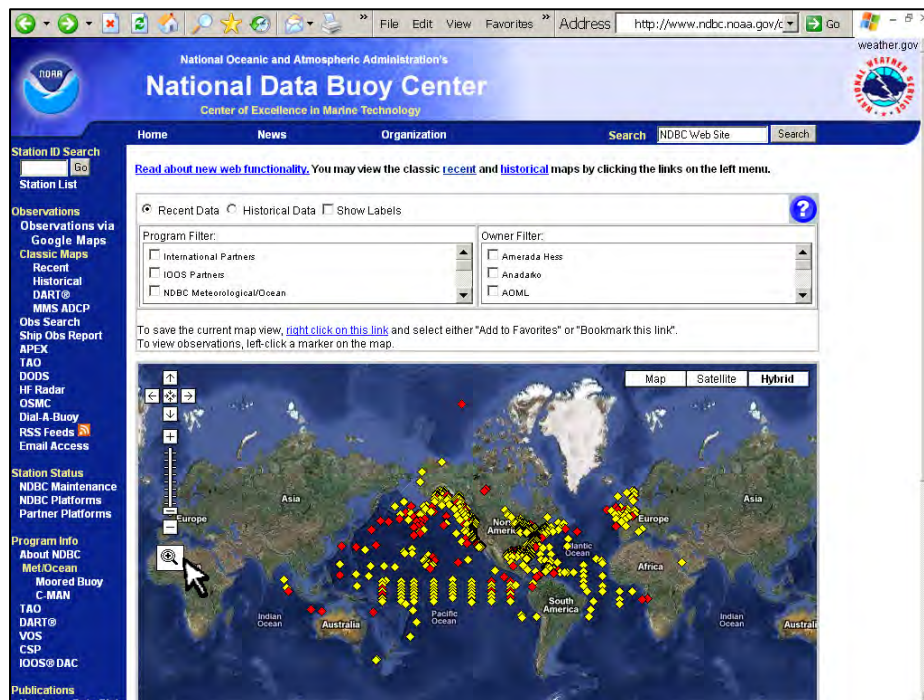 » File Edit View Favorites » Address http://www.ndbc.noaa.gov/c Go
weather.gov
NOAA
National Oceanic and Atmospheric Administration's
National Data Buoy Center
Center of Excellence in Marine Technology
NATIONAL WEATHER SERVICE
Home News Organization Search NDBC Web Site Search
Station ID Search
Go
Station List
Observations
Observations via
Google Maps
Classic Maps
Recent
Historical
DART®
MMS ADCP
Obs Search
Ship Obs Report
APEX
TAO
DODS
HF Radar
OSMC
Dial-A-Buoy
RSS Feeds
Email Access
Station Status
NDBC Maintenance
NDBC Platforms
Partner Platforms
Program Info
About NDBC
Met/Ocean
Moored Buoy
C-MAN
TAO
DART®
VOS
CSP
IOOS® DAC
Publications
Read about new web functionality. You may view the classic recent and historical maps by clicking the links on the left menu.
Recent Data Historical Data Show Labels ?
Program Filter:
International Partners
IOOS Partners
NDBC Meteorological/Ocean
Owner Filter:
Amerada Hess
Anadarko
AOML
To save the current map view, right click on this link and select either "Add to Favorites" or "Bookmark this link".
To view observations, left-click a marker on the map.
Map Satellite Hybrid
Europe
Asia
North
America
Atlantic
Ocean
Europe
Asia
Africa
Indian
Ocean
Australia
Pacific
Ocean
South
America
Indian
Ocean
Australi